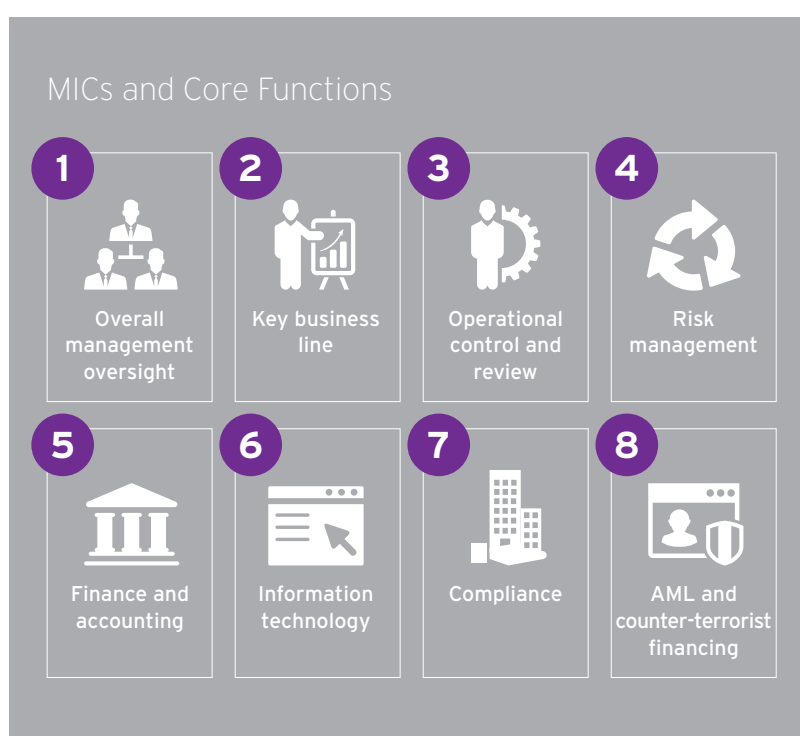 MICs and Core Functions
1
2
3
4
Overall
management
oversight
Key business
line
Operational
control and
review
Risk
management
5
6
7
8
Finance and
accounting
Information
technology
Compliance
AML and
counter-terrorist
financing